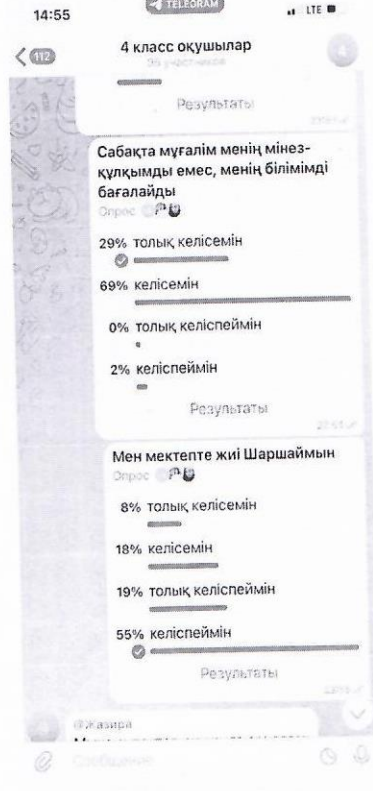 14:55
TELEGRAM
LTE
112
4 класс оқушылар
4
Результаты
Сабақта мұғалім менің мінез-
құлқымды емес, менің білімімді
бағалайды
Опрос
29% толық келісемін
69% келісемін
0% толық келіспеймін
2% келіспеймін
Результаты
Мен мектепте жиі Шаршаймын
Опрос
8% толық келісемін
18% келісемін
19% толық келіспеймін
55% келіспеймін
Результаты
@жазира
Сообщение